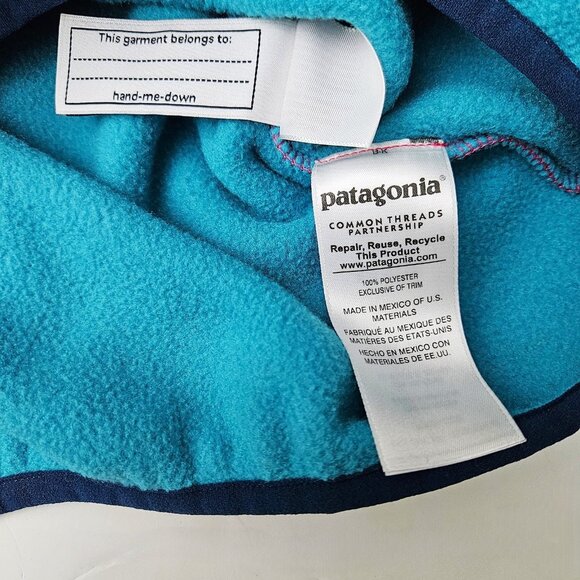 This garment belongs to:
hand-me-down
patagonia®
COMMON THREADS
PARTNERSHIP
Repair, Reuse, Recycle
This Product
www.patagonia.com
100% POLYESTER
EXCLUSIVE OF TRIM
MADE IN MEXICO OF U.S.
MATERIALS
FABRIQUÉ AU MEXIQUE DES
MATIÈRES DES ETATS-UNIS
HECHO EN MEXICO CON
MATERIALES DE EE.UU.